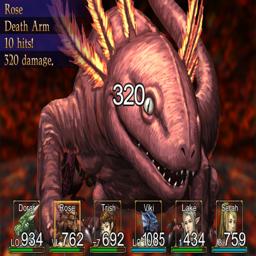 Rose
Death Arm
10 hits!
320 damage.
320
Dorai Rose Trish Viki Lake Sarah
934 762 692 1085 434 759